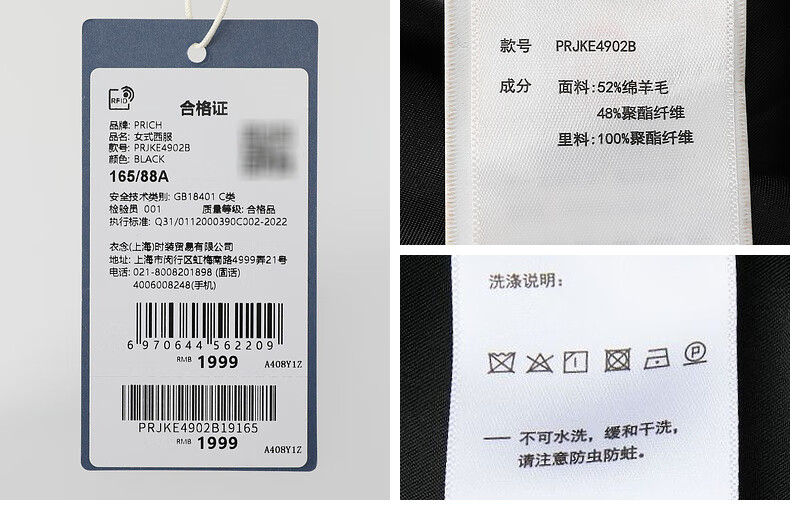 RFID
合格证
品牌: PRICH
品名: 女式西服
款号: PRJKE4902B
颜色: BLACK
165/88A
安全技术类别: GB18401 C类
检验员 001 质量等级: 合格品
执行标准: Q31/0112000390C002-2022
衣念(上海)时装贸易有限公司
地址: 上海市闵行区虹梅南路4999弄21号
电话: 021-8008201898 (固话)
4006008248(手机)
6 970644 562209
RMB 1999 A408Y1Z
PRJKE4902B19165
RMB 1999 A408Y1Z
款号 PRJKE4902B
成分 面料:52%绵羊毛
48%聚酯纤维
里料:100%聚酯纤维
洗涤说明:
P
— 不可水洗，缓和干洗，
请注意防虫防蛀。